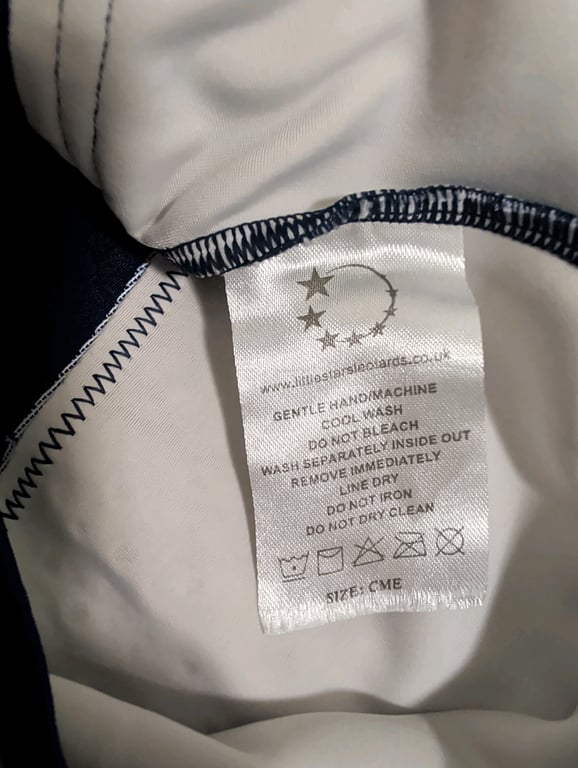 www.littlestarsleotards.co.uk
GENTLE HAND/MACHINE
COOL WASH
DO NOT BLEACH
WASH SEPARATELY INSIDE OUT
REMOVE IMMEDIATELY
LINE DRY
DO NOT IRON
DO NOT DRY CLEAN
SIZE: CME